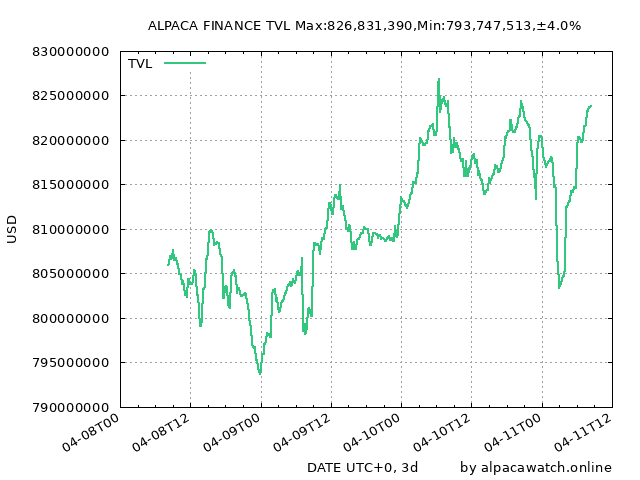 ALPACA FINANCE TVL Max:826,831,390,Min:793,747,513,±4.0%
830000000
TVL
825000000
820000000
815000000
810000000
USD
805000000
800000000
795000000
790000000
04-08T00
04-08T12
04-09T00
04-09T12
04-10T00
04-10T12
04-11T00
04-11T12
DATE UTC+0, 3d
by alpacawatch.online